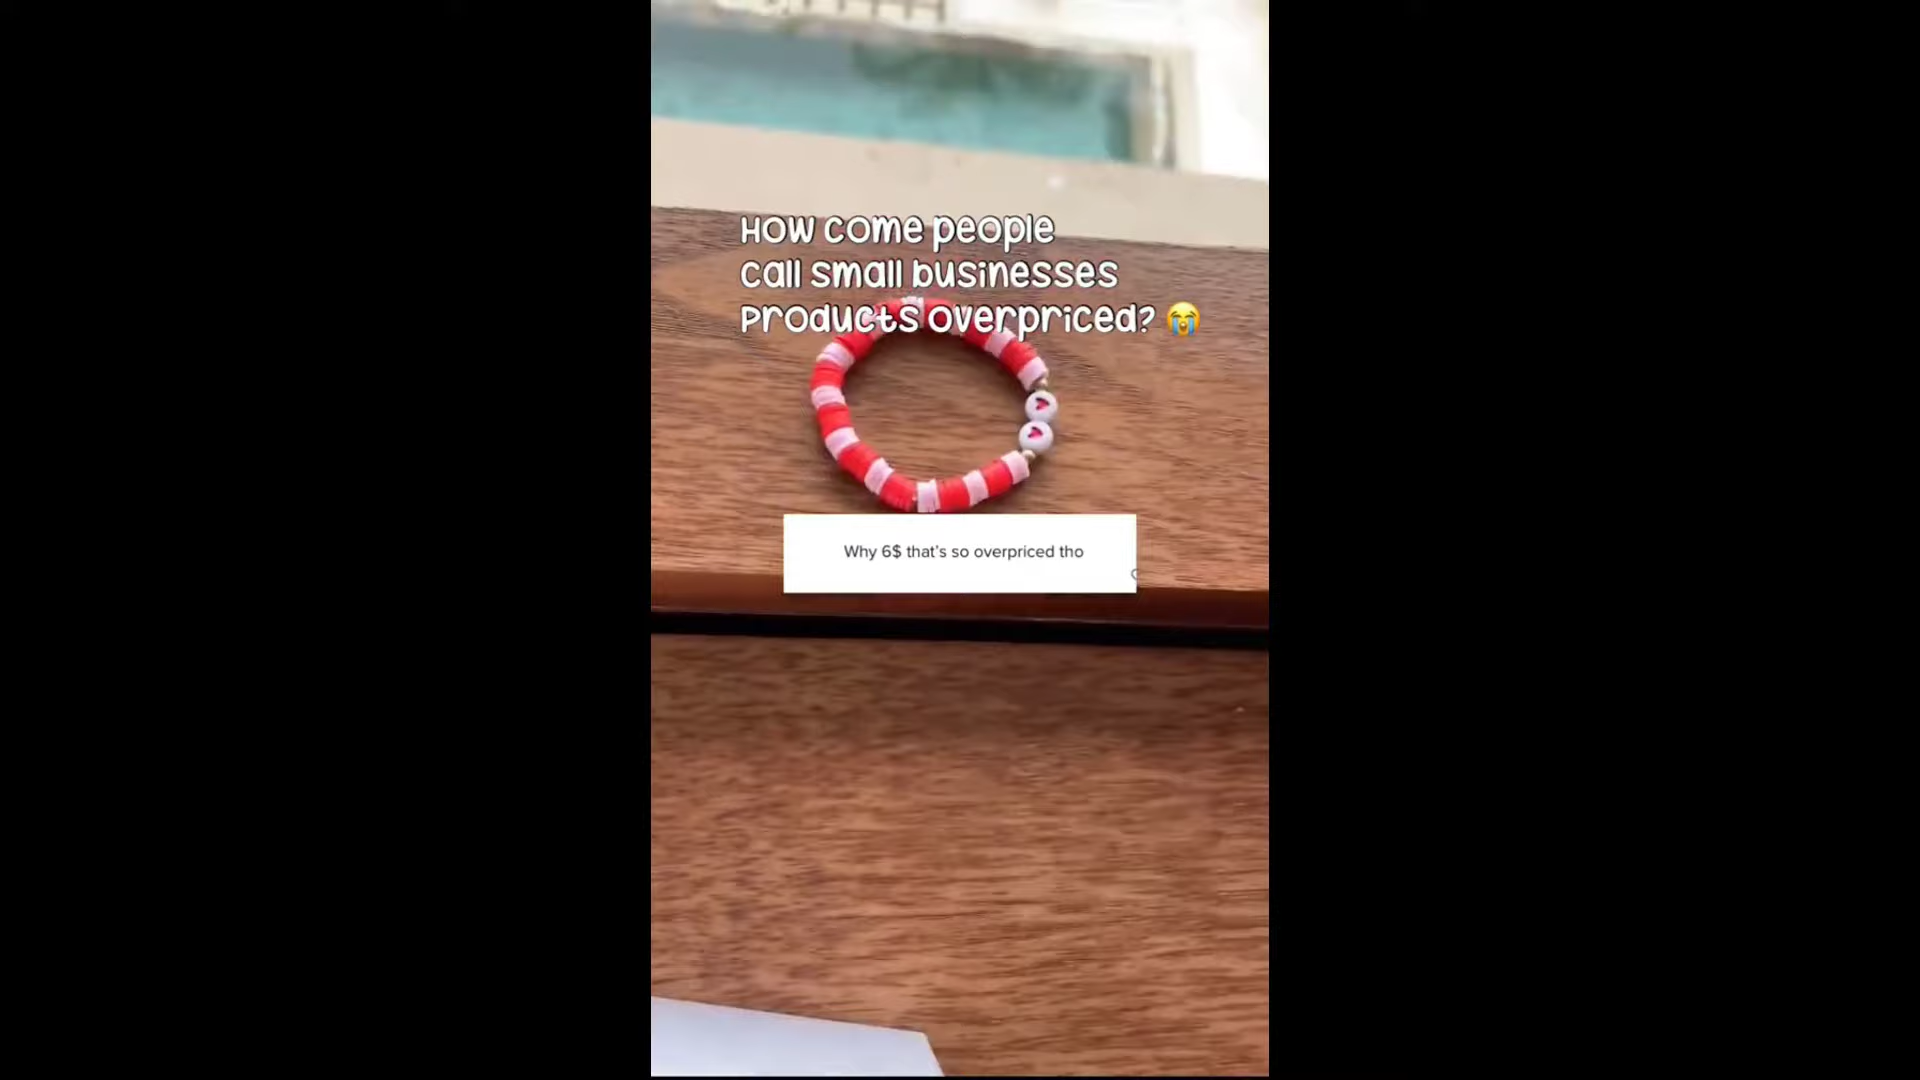 How come people
call small businesses
products overpriced? 😭
Why 6$ that's so overpriced tho